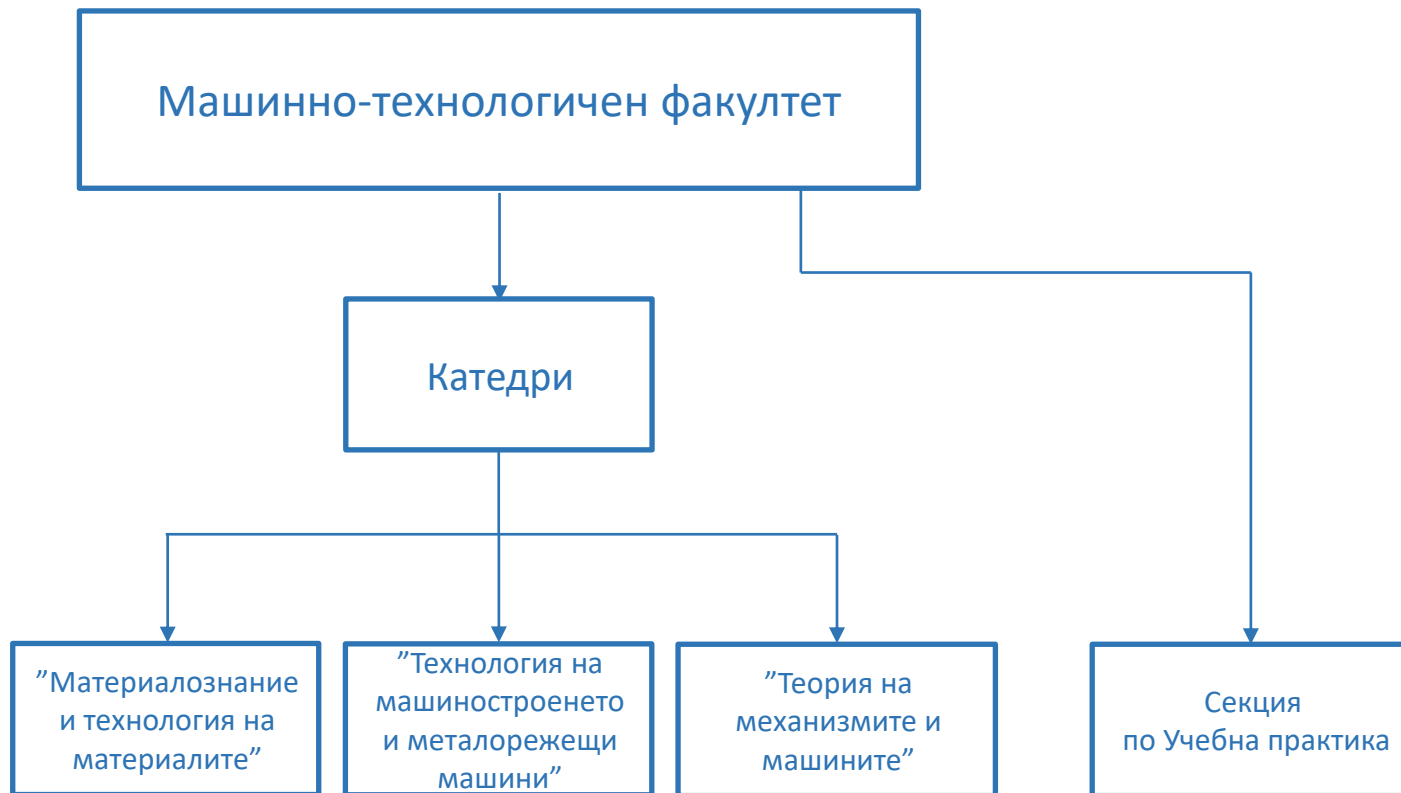 Машинно-технологичен факултет
Катедри
”Материалознание
и технология на
материалите”
”Технология на
машиностроенето
и металорежещи
машини”
”Теория на
механизмите и
машините”
Секция
по Учебна практика